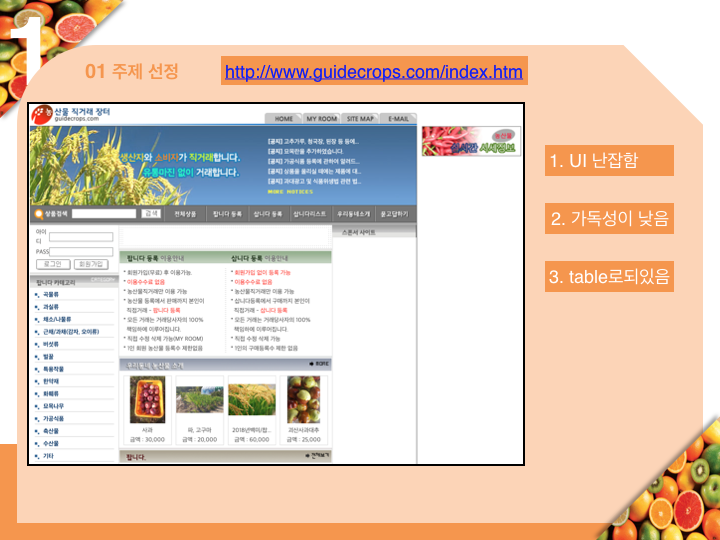 1
01 주제 선정
http://www.guidecrops.com/index.htm
농산물 직거래 장터
guidecrops.com
HOME MY ROOM SITE MAP E-MAIL
생산자와 소비자가 직거래합니다.
유통마진 없이 거래합니다.
[공지] 고추가루, 청국장, 된장 등 등에...
[공지] 묘목란을 추가하였습니다.
[공지] 가공식품 등록에 관하여 알려드...
[공지] 상품을 올리실 때에는 제품에 대...
[공지] 과대광고 및 식품위생법 관련 법...
MORE NOTICES
농산물
시세정보
상품검색 검색 전체상품 팝니다 등록 삽니다 등록 삽니다리스트 우리동네소개 묻고답하기
아이
디
PASS
로그인 회원가입
스폰서 사이트
팝니다 카테고리
곡물류
과실류
채소/나물류
근채/과채(감자, 오이류)
버섯류
벌꿀
특용작물
한약재
화훼류
묘목나무
가공식품
축산물
수산물
기타
팝니다 등록 이용안내
* 회원가입(무료) 후 이용가능.
* 이용수수료 없음
* 농산물직거래만 이용 가능
* 농산물 등록에서 판매까지 본인이
직접거래 - 팝니다 등록
* 모든 거래는 거래당사자의 100%
책임하에 이루어집니다.
* 직접 수정 삭제 가능(MY ROOM)
* 1인 회원 농산물 등록수 제한없음
삽니다 등록 이용안내
* 회원가입 없이 등록 가능
* 이용수수료 없음
* 농산물직거래만 이용 가능
* 삽니다등록에서 구매까지 본인이
직접거래 - 삽니다 등록
* 모든 거래는 거래당사자의 100%
책임하에 이루어집니다.
* 1인의 구매등록수 제한 없음
우리동네 농산물 소개 MORE
사과
금액 : 30,000
파, 고구마
금액 : 20,000
2018년백미/찹...
금액 : 60,000
괴산사과대추
금액 : 25,000
팝니다. 전체보기
1. UI 난잡함
2. 가독성이 낮음
3. table로되있음